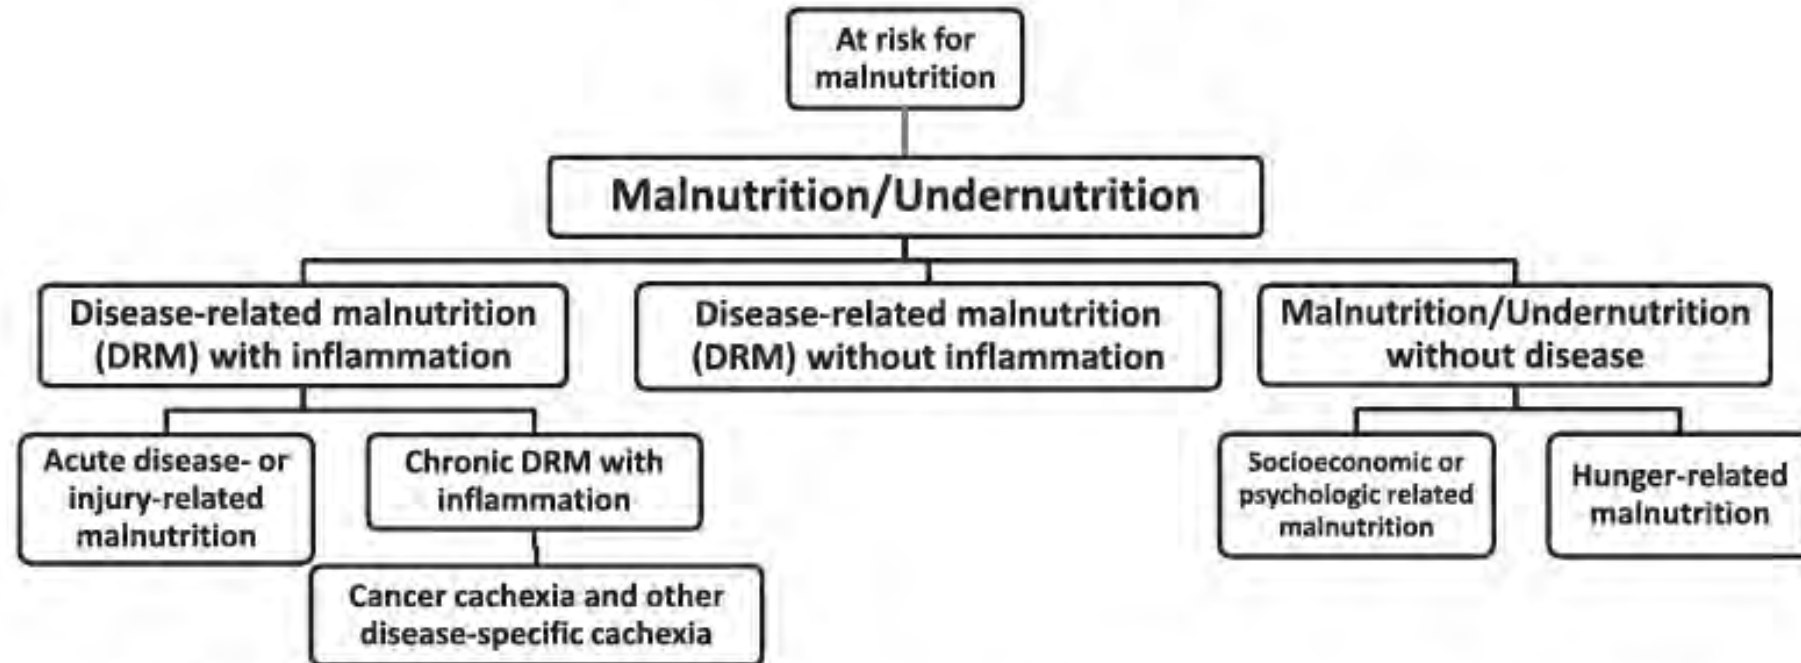 At risk for
malnutrition
Malnutrition/Undernutrition
Disease-related malnutrition
(DRM) with inflammation
Disease-related malnutrition
(DRM) without inflammation
Malnutrition/Undernutrition
without disease
Acute disease- or
injury-related
malnutrition
Chronic DRM with
inflammation
Socioeconomic or
psychologic related
malnutrition
Hunger-related
malnutrition
Cancer cachexia and other
disease-specific cachexia